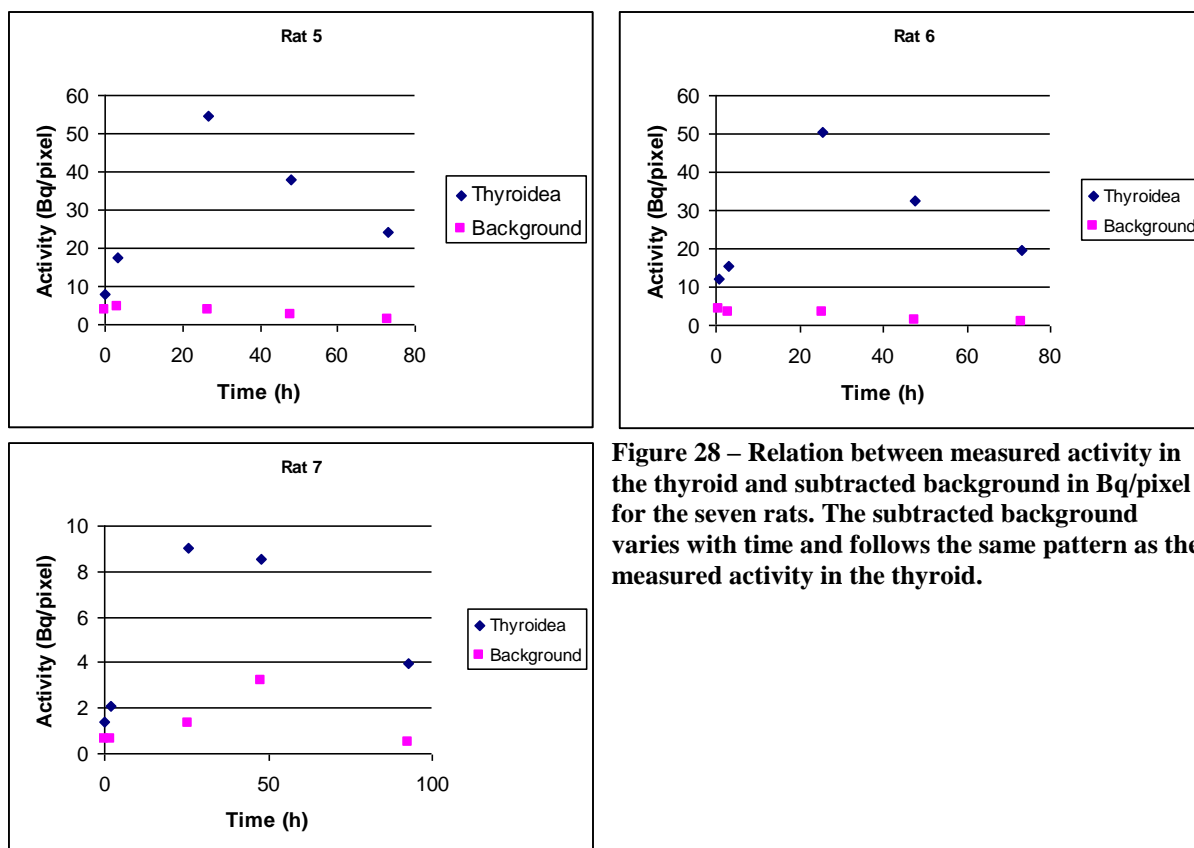 Rat 5
Activity (Bq/pixel)
60
50
40
30
20
10
0
0 20 40 60 80
Time (h)
Thyroidea
Background
Rat 6
Activity (Bq/pixel)
60
50
40
30
20
10
0
0 20 40 60 80
Time (h)
Thyroidea
Background
Rat 7
Activity (Bq/pixel)
10
8
6
4
2
0
0 50 100
Time (h)
Thyroidea
Background
Figure 28 – Relation between measured activity in
the thyroid and subtracted background in Bq/pixel
for the seven rats. The subtracted background
varies with time and follows the same pattern as the
measured activity in the thyroid.